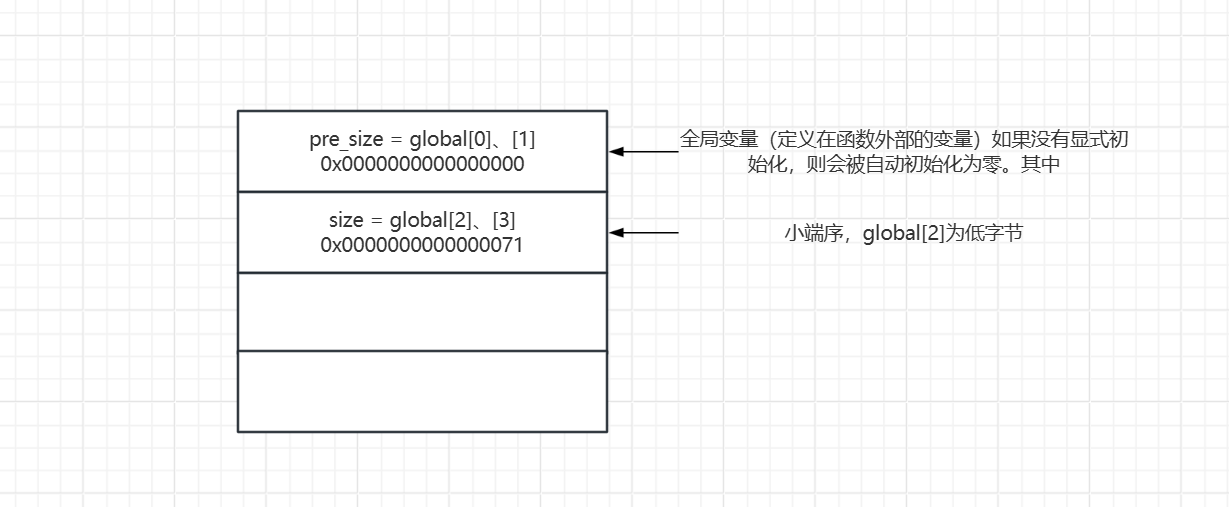 pre_size = global[0]、[1]
0x0000000000000000
全局变量（定义在函数外部的变量）如果没有显式初
始化，则会被自动初始化为零。其中
size = global[2]、[3]
0x0000000000000071
小端序，global[2]为低字节